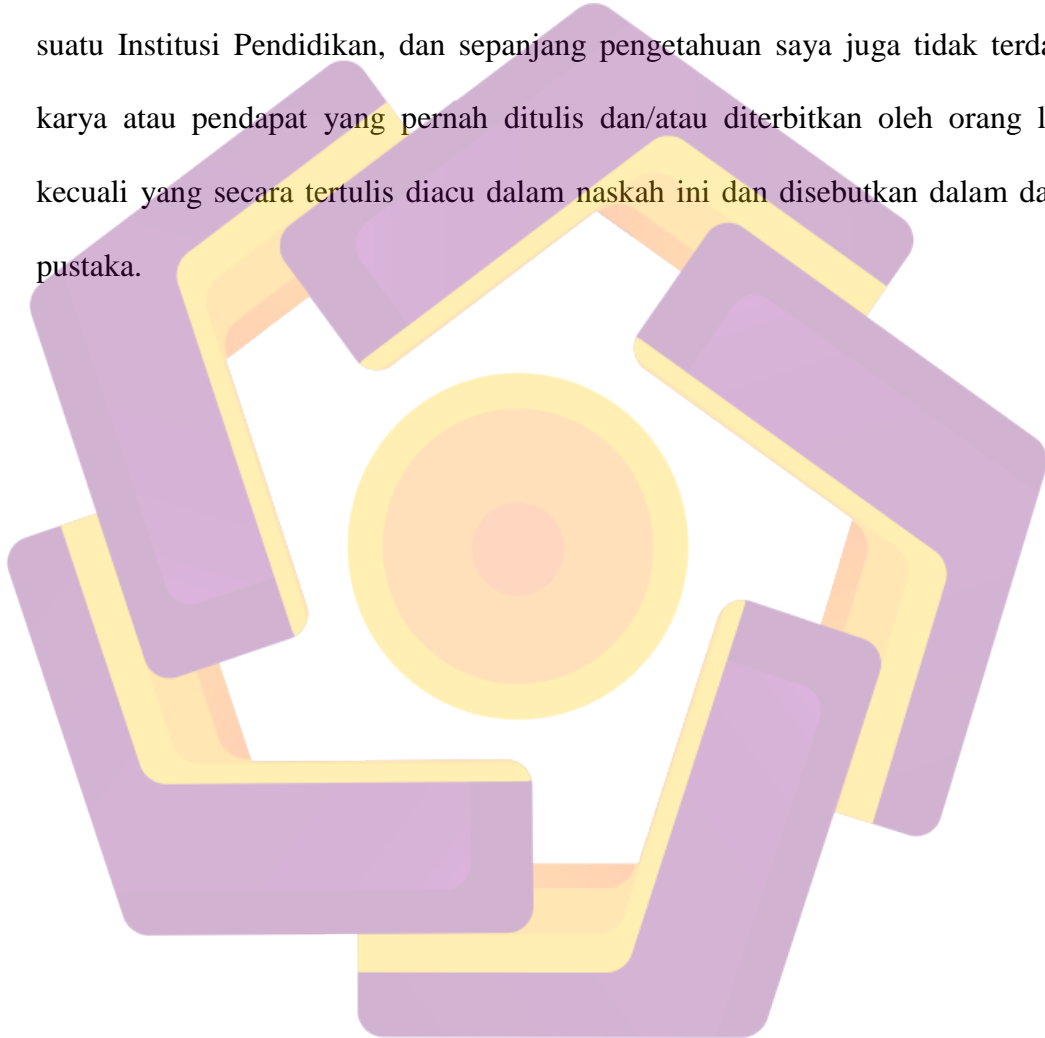 suatu Institusi Pendidikan, dan sepanjang pengetahuan saya juga tidak terda
karya atau pendapat yang pernah ditulis dan/atau diterbitkan oleh orang l
kecuali yang secara tertulis diacu dalam naskah ini dan disebutkan dalam da
pustaka.